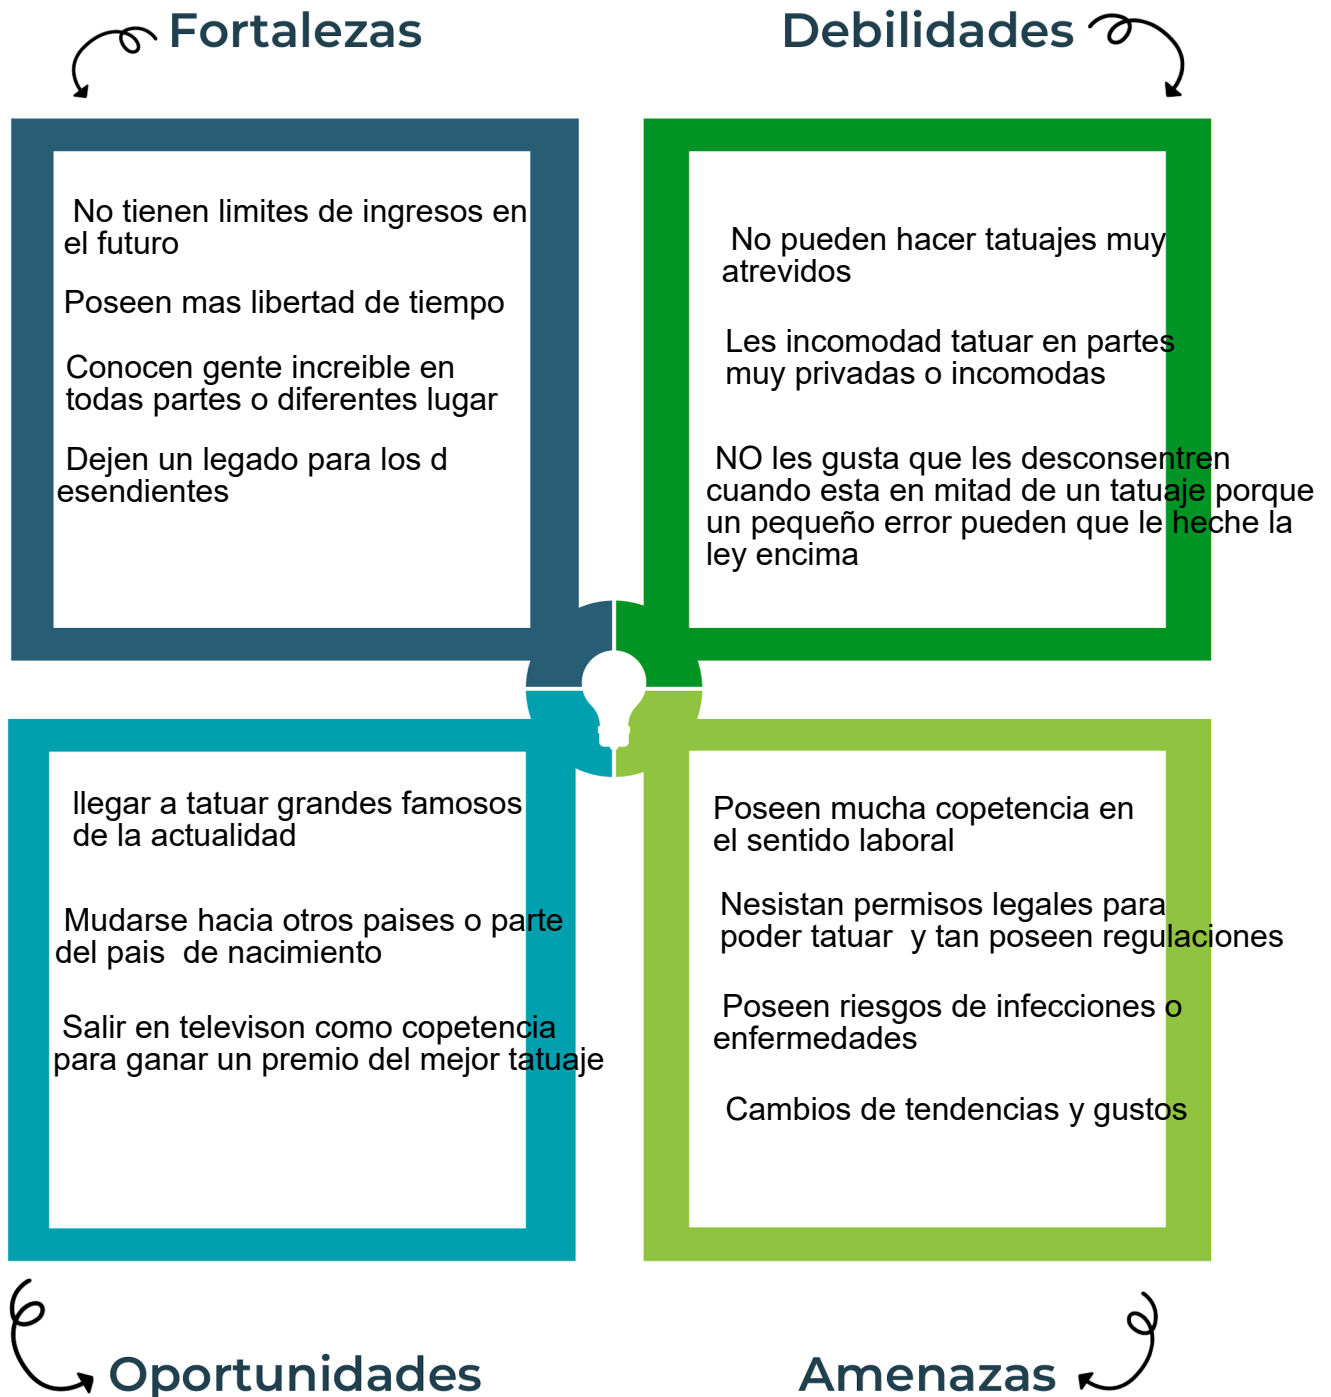 Fortalezas
No tienen limites de ingresos en
el futuro
Poseen mas libertad de tiempo
Conocen gente increible en
todas partes o diferentes lugar
Dejen un legado para los d
esendientes
Debilidades
No pueden hacer tatuajes muy
atrevidos
Les incomodad tatuar en partes
muy privadas o incomodas
NO les gusta que les desconsentren
cuando esta en mitad de un tatuaje porque
un pequeño error pueden que le heche la
ley encima
llegar a tatuar grandes famosos
de la actualidad
Mudarse hacia otros paises o parte
del pais  de nacimiento
Salir en televison como copetencia
para ganar un premio del mejor tatuaje
Oportunidades
Poseen mucha copetencia en
el sentido laboral
Nesistan permisos legales para
poder tatuar  y tan poseen regulaciones
Poseen riesgos de infecciones o
enfermedades
Cambios de tendencias y gustos
Amenazas